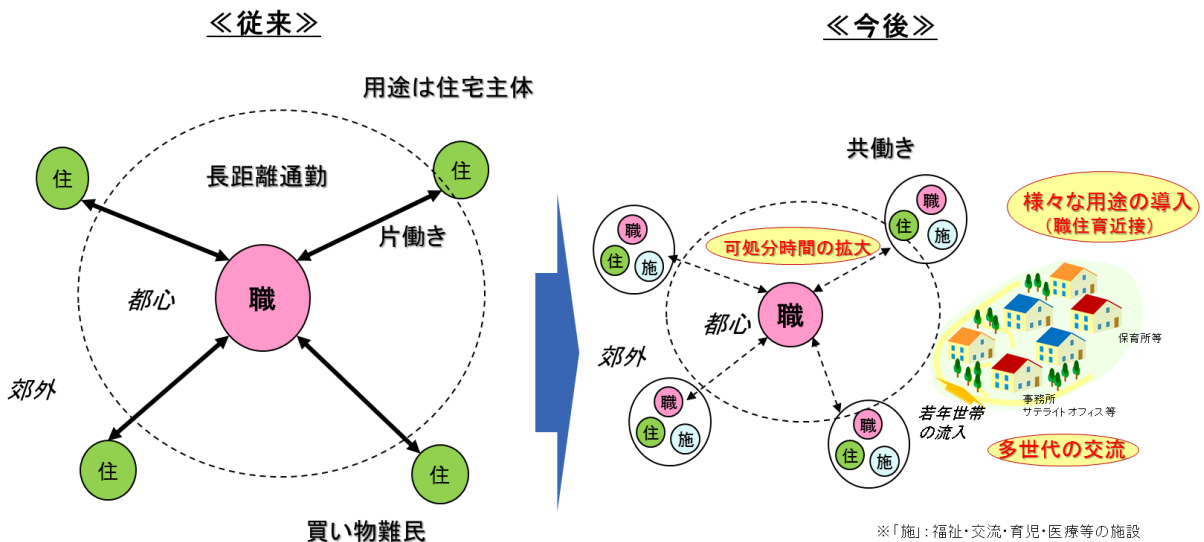 ≪従来≫
用途は住宅主体
住
住
長距離通勤
片働き
都心
職
郊外
住
住
買い物難民
≪今後≫
共働き
様々な用途の導入
(職住育近接)
職
住
施
職
住
施
可処分時間の拡大
都心
職
郊外
保育所等
事務所
サテライトオフィス等
若年世帯
の流入
職
住
施
職
住
施
多世代の交流
※「施」:福祉・交流・育児・医療等の施設